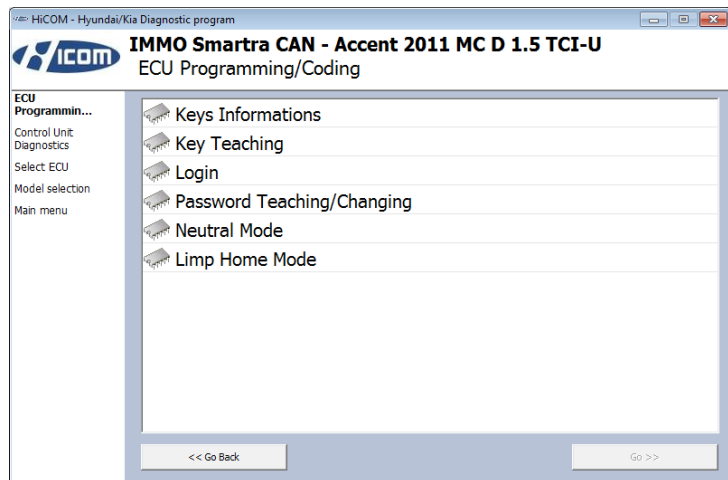 HiCOM - Hyundai/Kia Diagnostic program
HICOM
IMMO Smartra CAN - Accent 2011 MC D 1.5 TCI-U
ECU Programming/Coding
ECU
Programmin...
Control Unit
Diagnostics
Select ECU
Model selection
Main menu
Keys Informations
Key Teaching
Login
Password Teaching/Changing
Neutral Mode
Limp Home Mode
<< Go Back
Go >>